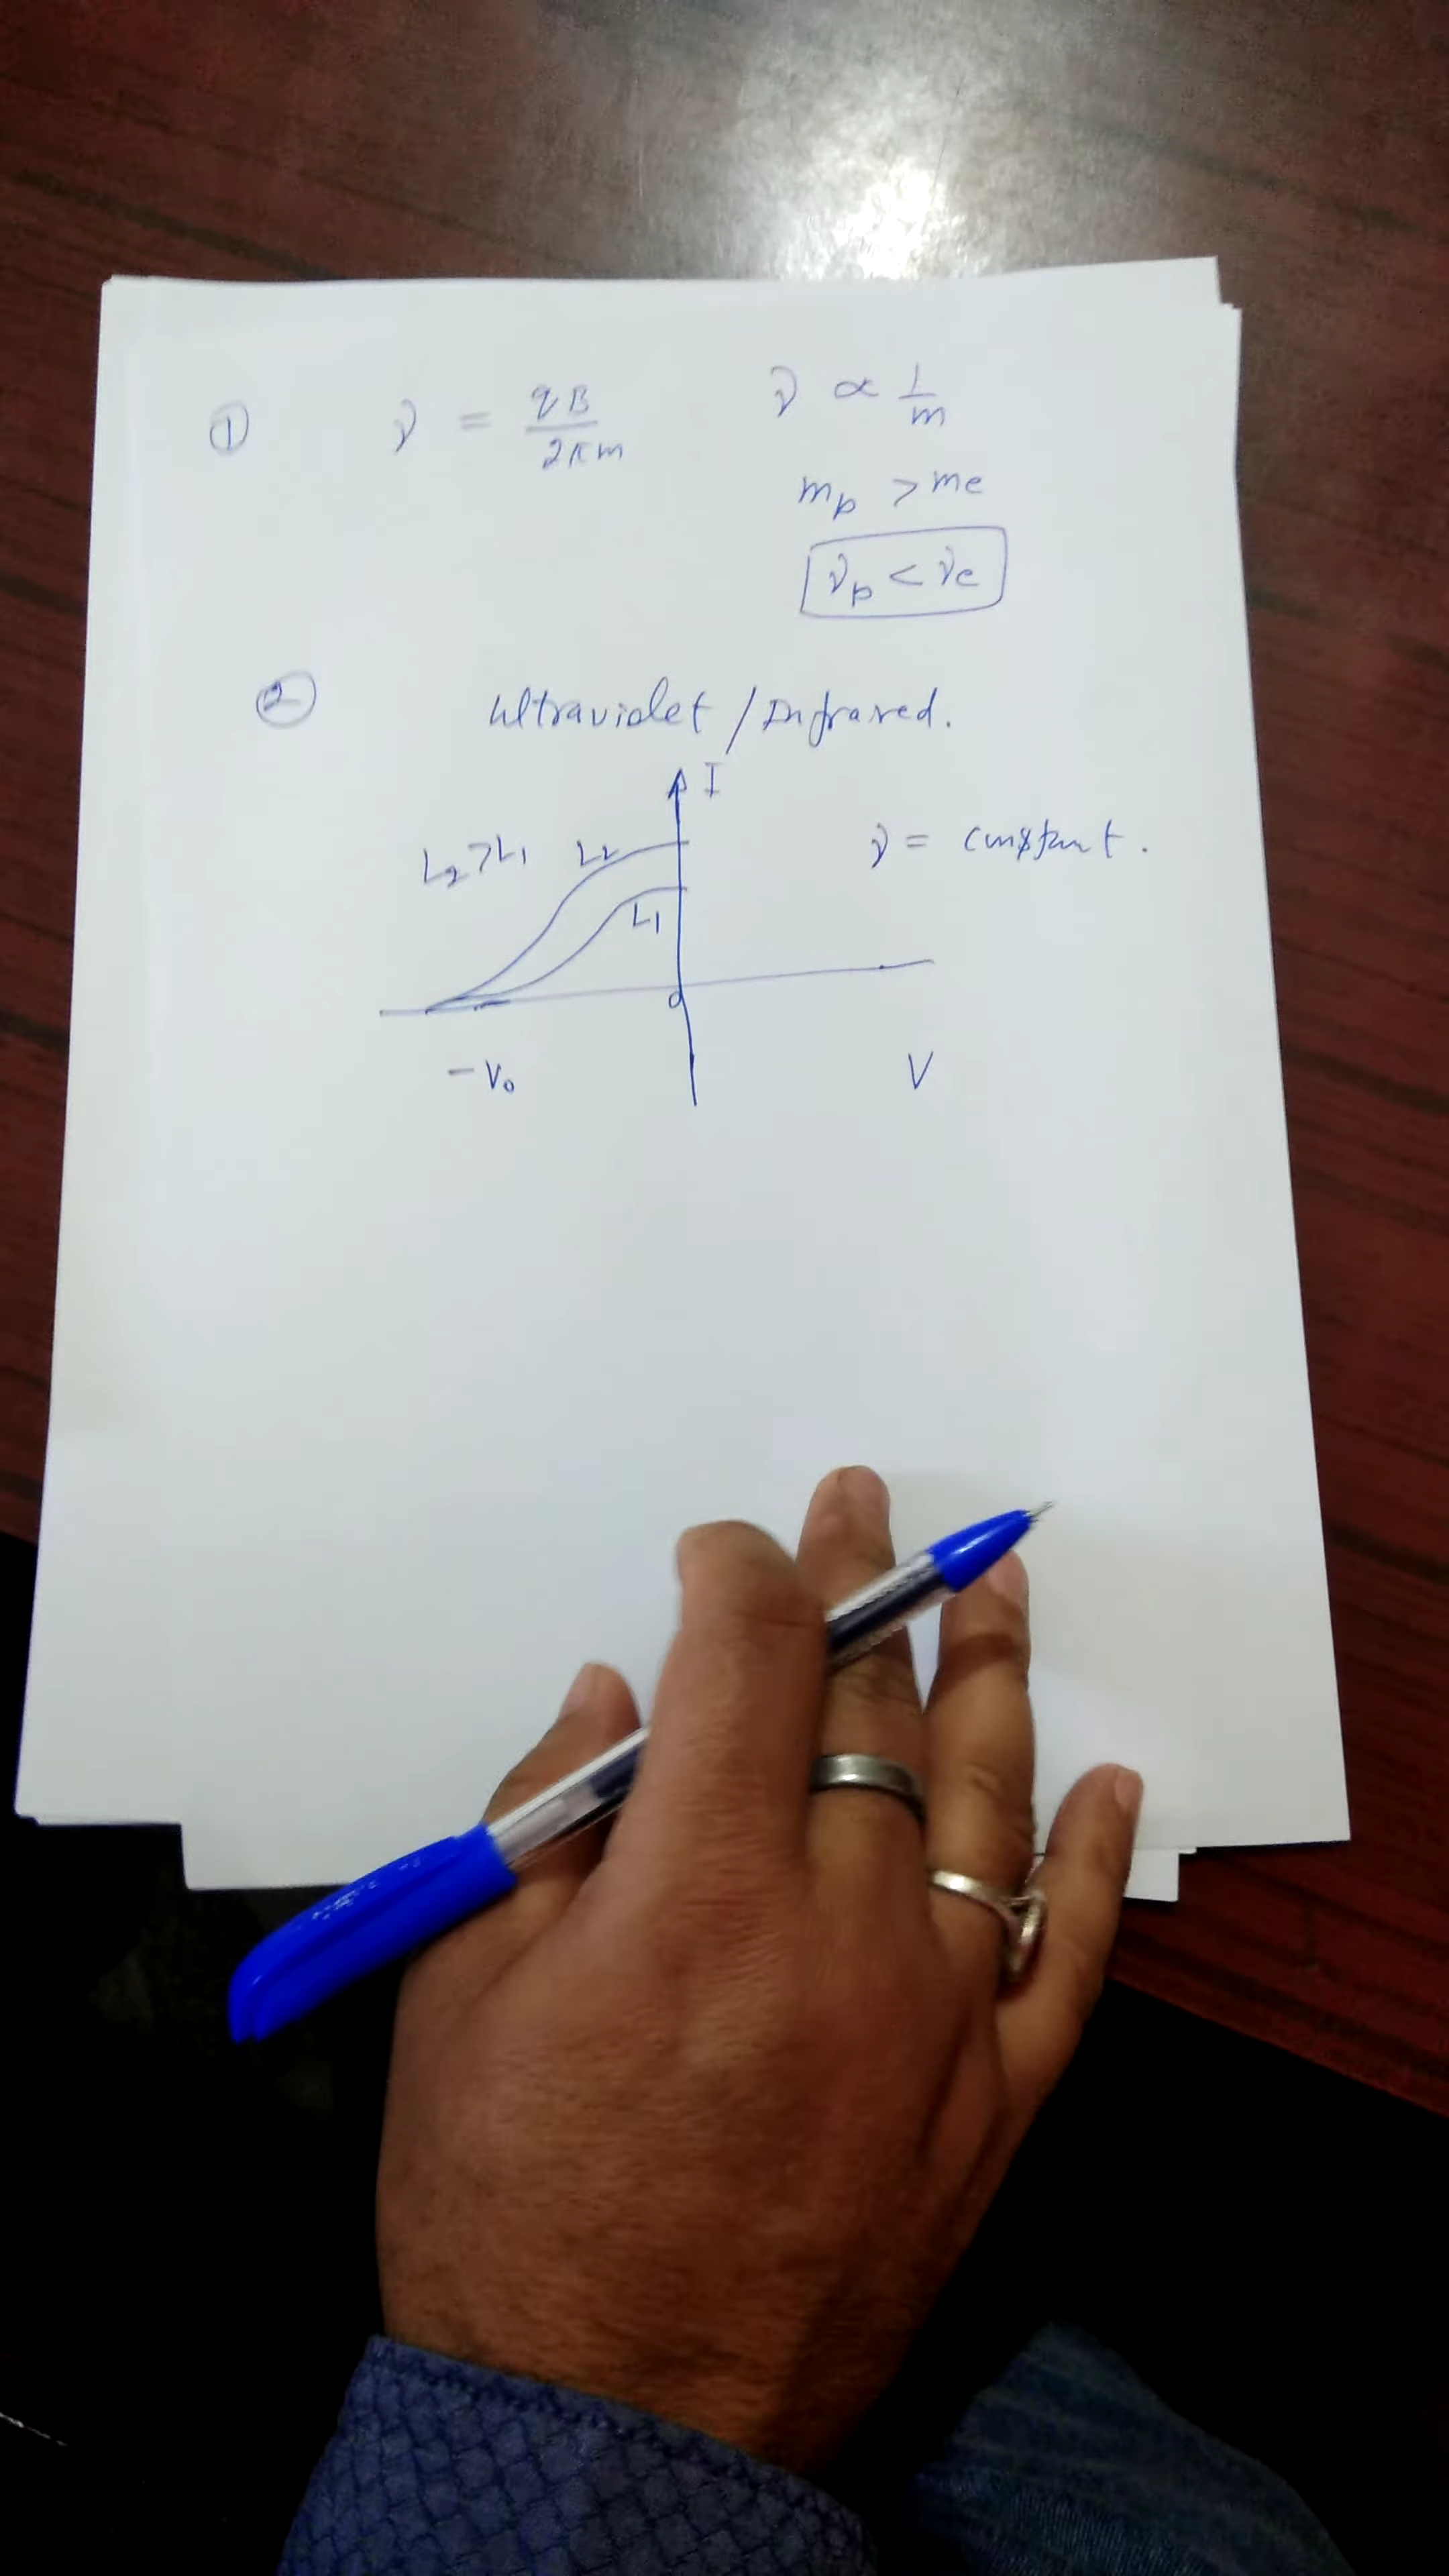 ① ν = qB/2πm ν ∝ 1/m
mp > me
νp < νe
② Ultraviolet / Infrared.
I
L2 > L1 L2 ν = constant.
L1
0
-V0 V